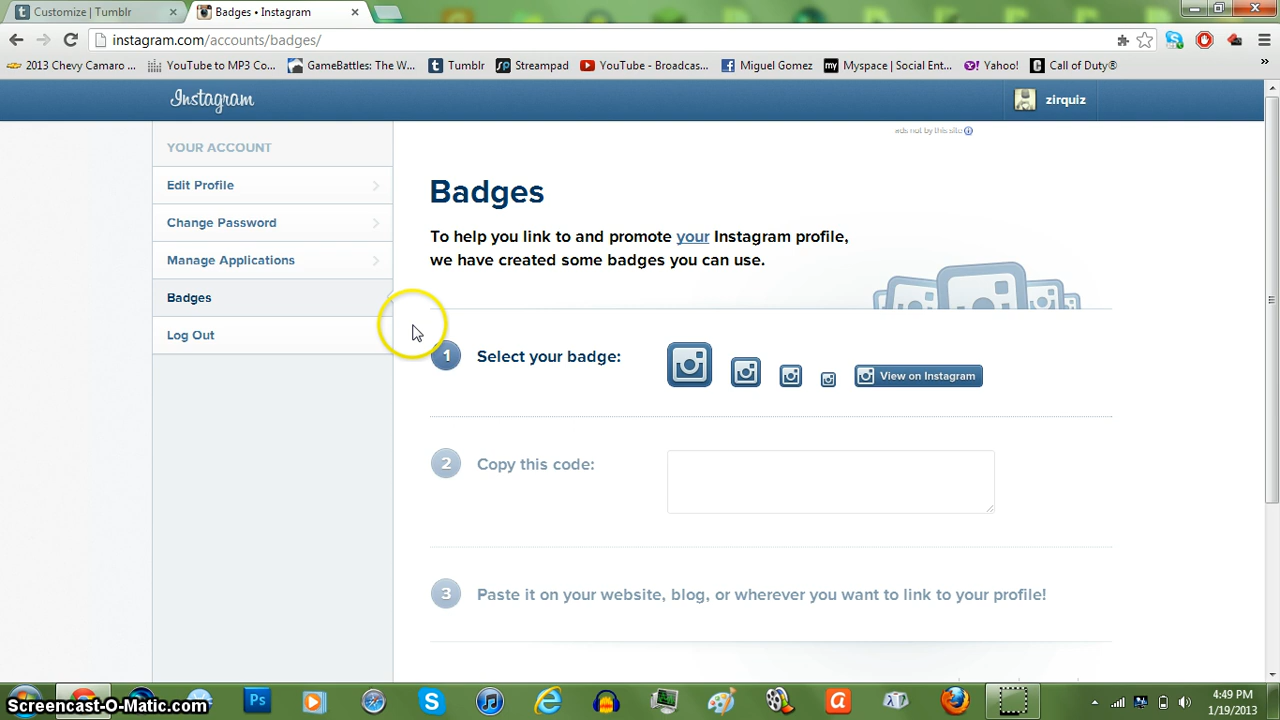 Customize | Tumblr
Badges • Instagram
instagram.com/accounts/badges/
2013 Chevy Camaro ...
YouTube to MP3 Co...
GameBattles: The W...
Tumblr
Streampad
YouTube - Broadcas...
Miguel Gomez
Myspace | Social Ent...
Yahoo!
Call of Duty®
»
Instagram
zirquiz
ads not by this site
YOUR ACCOUNT
Edit Profile
Change Password
Manage Applications
Badges
Log Out
Badges
To help you link to and promote your Instagram profile,
we have created some badges you can use.
1 Select your badge:
View on Instagram
2 Copy this code:
3 Paste it on your website, blog, or wherever you want to link to your profile!
Screencast-O-Matic.com
4:49 PM
1/19/2013